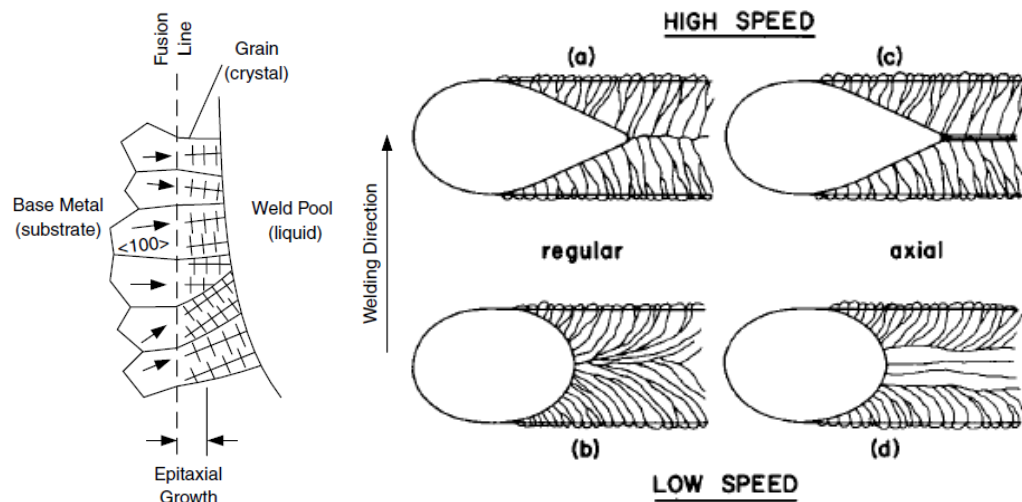 Fusion
Line
Grain
(crystal)
Base Metal
(substrate)
<100>
Weld Pool
(liquid)
Epitaxial
Growth
Welding Direction
HIGH SPEED
(a)
(c)
regular
axial
(b)
(d)
LOW SPEED